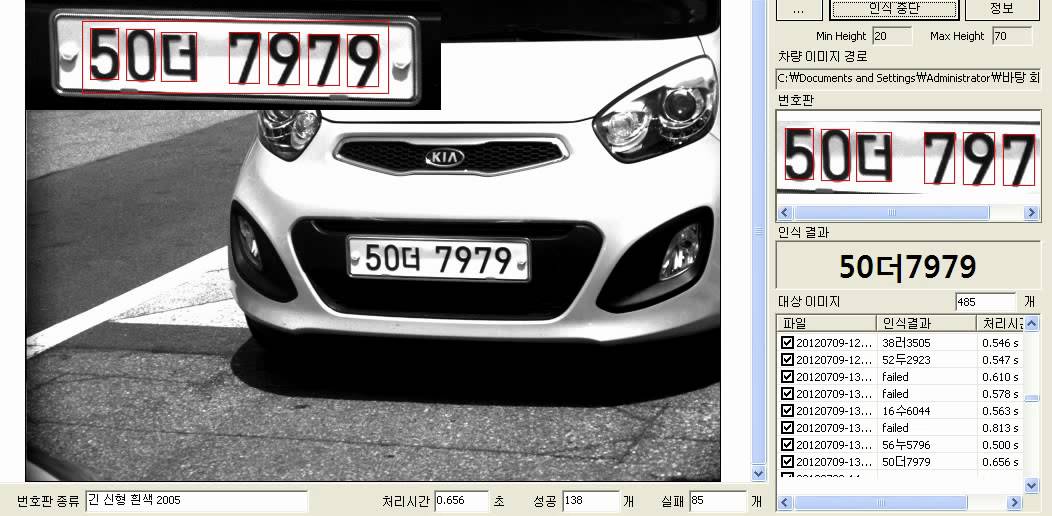 50더 7979
KIA
50더 7979
... 인식 중단 정보
Min Height 20 Max Height 70
차량 이미지 경로
C:₩Documents and Settings₩Administrator₩바탕 화
번호판
50더 797
인식 결과
50더7979
대상 이미지 485 개
파일 인식결과 처리시간
20120709-12... 38러3505 0.546 s
20120709-12... 52두2923 0.547 s
20120709-13... failed 0.610 s
20120709-13... failed 0.578 s
20120709-13... 16수6044 0.563 s
20120709-13... failed 0.813 s
20120709-13... 56누5796 0.500 s
20120709-13... 50더7979 0.656 s
번호판 종류 긴 신형 흰색 2005 처리시간 0.656 초 성공 138 개 실패 85 개